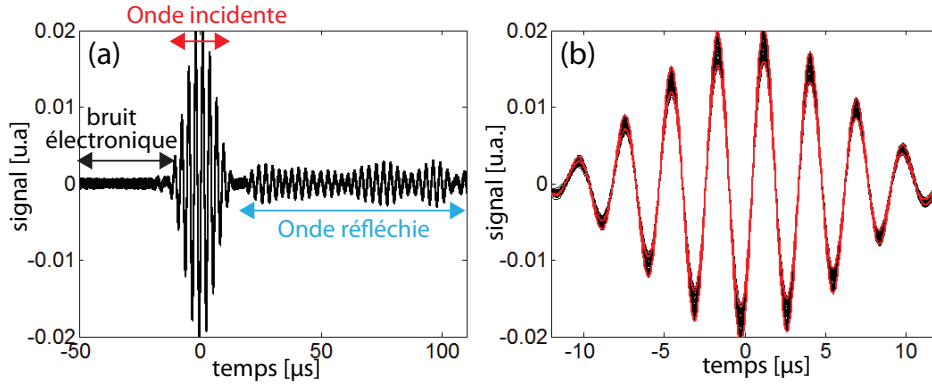 Onde incidente
(a)
bruit
électronique
Onde réfléchie
signal [u.a]
0.02
0.01
0
-0.01
-0.02
-50
0
50
100
temps [µs]
(b)
signal [u.a.]
0.02
0.01
0
-0.01
-0.02
-10
-5
0
5
10
temps [µs]